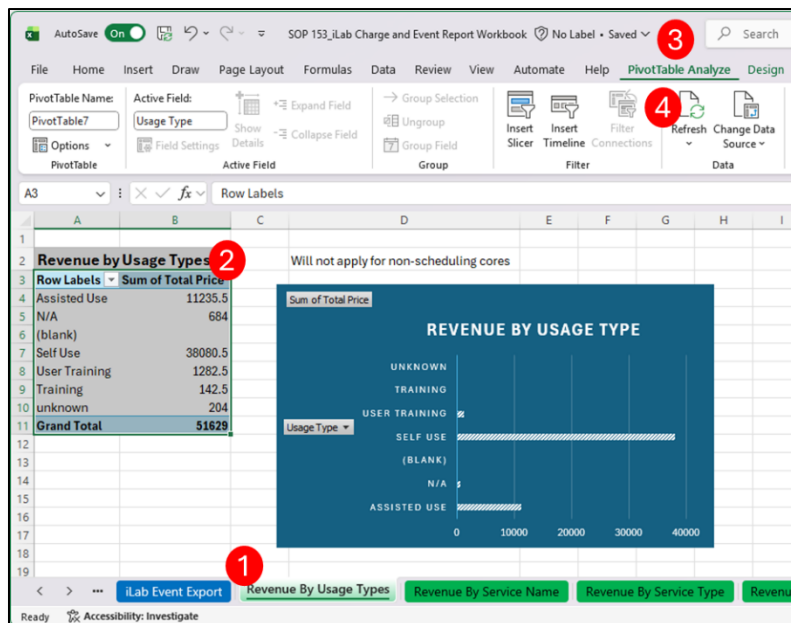 AutoSave On SOP 153_iLab Charge and Event Report Workbook No Label • Saved 3 Search
File Home Insert Draw Page Layout Formulas Data Review View Automate Help PivotTable Analyze Design
PivotTable Name: Active Field: Expand Field Group Selection 4
PivotTable7 Usage Type Show Details Collapse Field Ungroup Insert Slicer Insert Timeline Filter Connections Refresh Change Data Source
Options Field Settings Group Field
PivotTable Active Field Group Filter Data
A3 fx Row Labels
A B C D E F G H I
1
2 Revenue by Usage Types 2 Will not apply for non-scheduling cores
3 Row Labels Sum of Total Price
4 Assisted Use 11235.5 Sum of Total Price
5 N/A 684 REVENUE BY USAGE TYPE
6 (blank)
7 Self Use 38080.5 UNKNOWN
8 User Training 1282.5 TRAINING
9 Training 142.5 USER TRAINING
10 unknown 204 SELF USE
11 Grand Total 51629 Usage Type
12 (BLANK)
13
14 N/A
15 ASSISTED USE
16
17 0 10000 20000 30000 40000
18
19
1
iLab Event Export Revenue By Usage Types Revenue By Service Name Revenue By Service Type Revenu
Ready Accessibility: Investigate